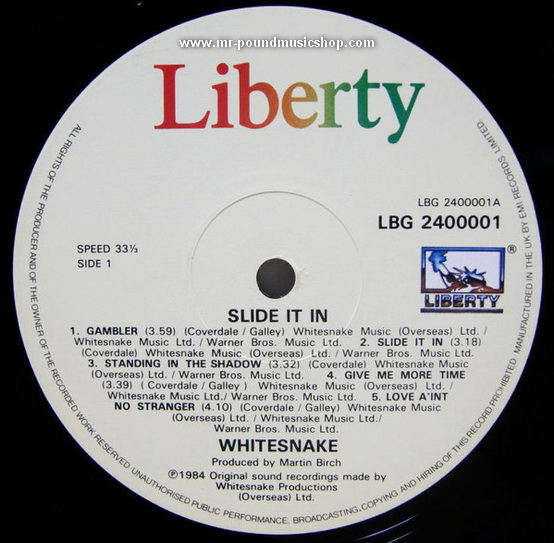 www.mr-poundmusicshop.com
Liberty
LBG 2400001A
LBG 2400001
SPEED 33⅓
SIDE 1
LIBERTY ®
SLIDE IT IN
1. GAMBLER (3.59) (Coverdale / Galley) Whitesnake Music (Overseas) Ltd. /
Whitesnake Music Ltd. / Warner Bros. Music Ltd. 2. SLIDE IT IN (3.18)
(Coverdale) Whitesnake Music (Overseas) Ltd. / Warner Bros. Music Ltd.
3. STANDING IN THE SHADOW (3.32) (Coverdale) Whitesnake Music
(Overseas) Ltd. / Warner Bros. Music Ltd. 4. GIVE ME MORE TIME
(3.39) ( Coverdale / Galley ) Whitesnake Music (Overseas) Ltd. /
Whitesnake Music Ltd. / Warner Bros. Music Ltd. 5. LOVE A'INT
NO STRANGER (4.10) (Coverdale / Galley) Whitesnake Music
(Overseas) Ltd. / Whitesnake Music Ltd. /
Warner Bros. Music Ltd.
WHITESNAKE
Produced by Martin Birch
℗1984 Original sound recordings made by
Whitesnake Productions
(Overseas) Ltd.
ALL RIGHTS OF THE PRODUCER AND OF THE OWNER OF THE RECORDED WORK RESERVED. UNAUTHORISED PUBLIC PERFORMANCE, BROADCASTING, COPYING AND HIRING OF THIS RECORD PROHIBITED. MANUFACTURED IN THE UK BY EMI RECORDS LIMITED.